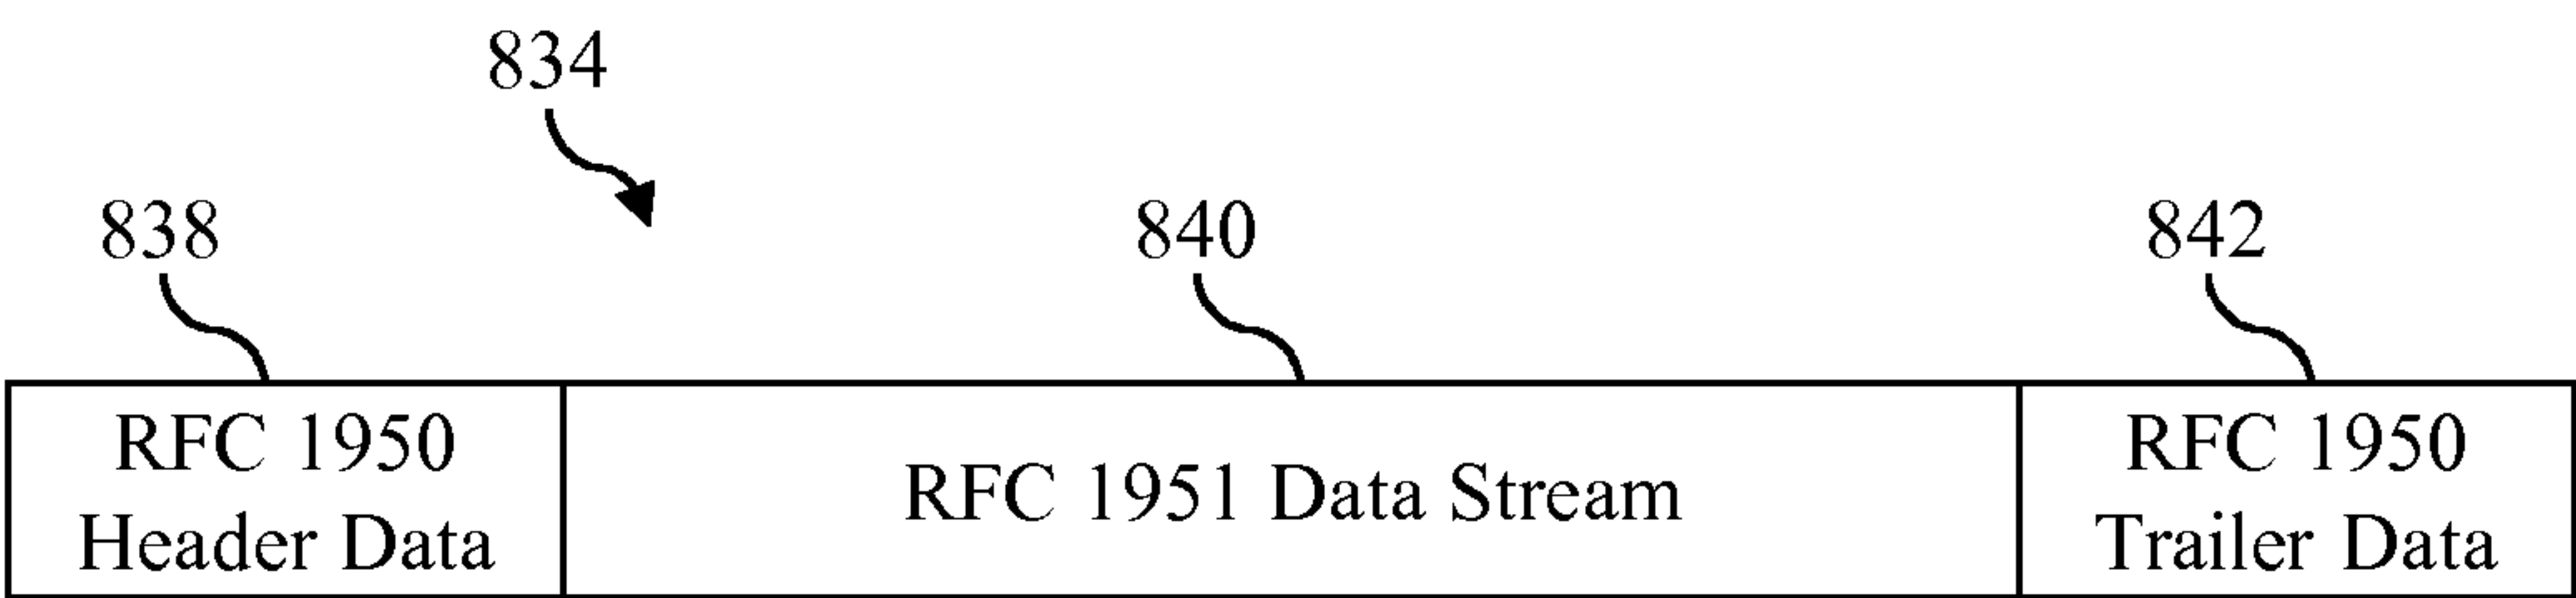 834
838
840
842
RFC 1950
Header Data
RFC 1951 Data Stream
RFC 1950
Trailer Data